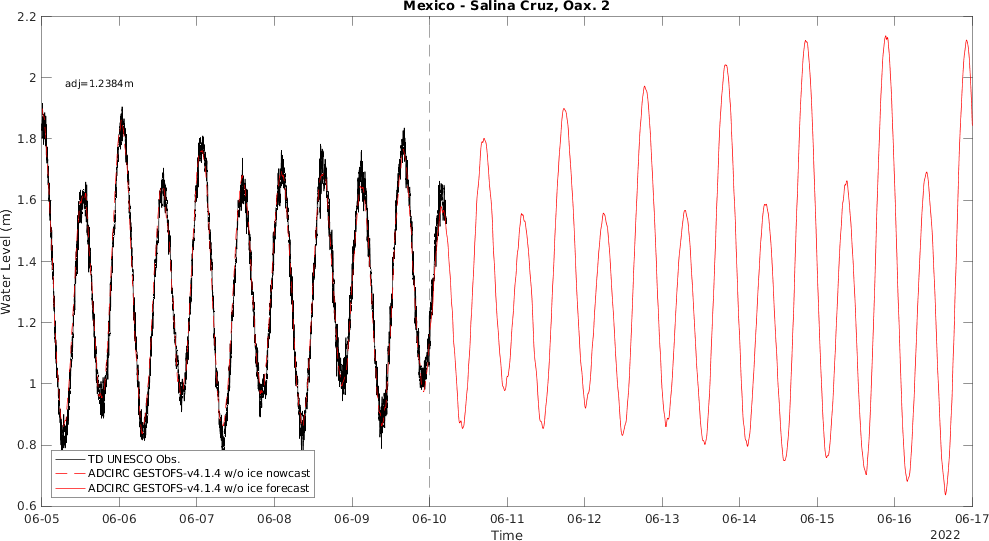 Mexico - Salina Cruz, Oax. 2
adj=1.2384m
Water Level (m)
2.2
2
1.8
1.6
1.4
1.2
1
0.8
0.6
TD UNESCO Obs.
ADCIRC GESTOFS-v4.1.4 w/o ice nowcast
ADCIRC GESTOFS-v4.1.4 w/o ice forecast
06-05 06-06 06-07 06-08 06-09 06-10 06-11 06-12 06-13 06-14 06-15 06-16 06-17
Time
2022